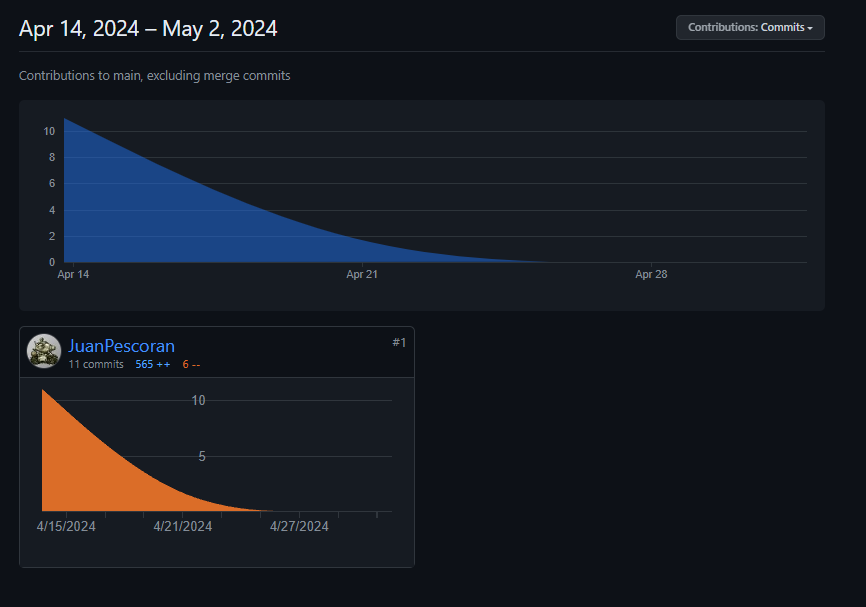 Apr 14, 2024 – May 2, 2024
Contributions: Commits
Contributions to main, excluding merge commits
10
8
6
4
2
0
Apr 14 Apr 21 Apr 28
JuanPescoran #1
11 commits 565 ++ 6 --
10
5
4/15/2024 4/21/2024 4/27/2024